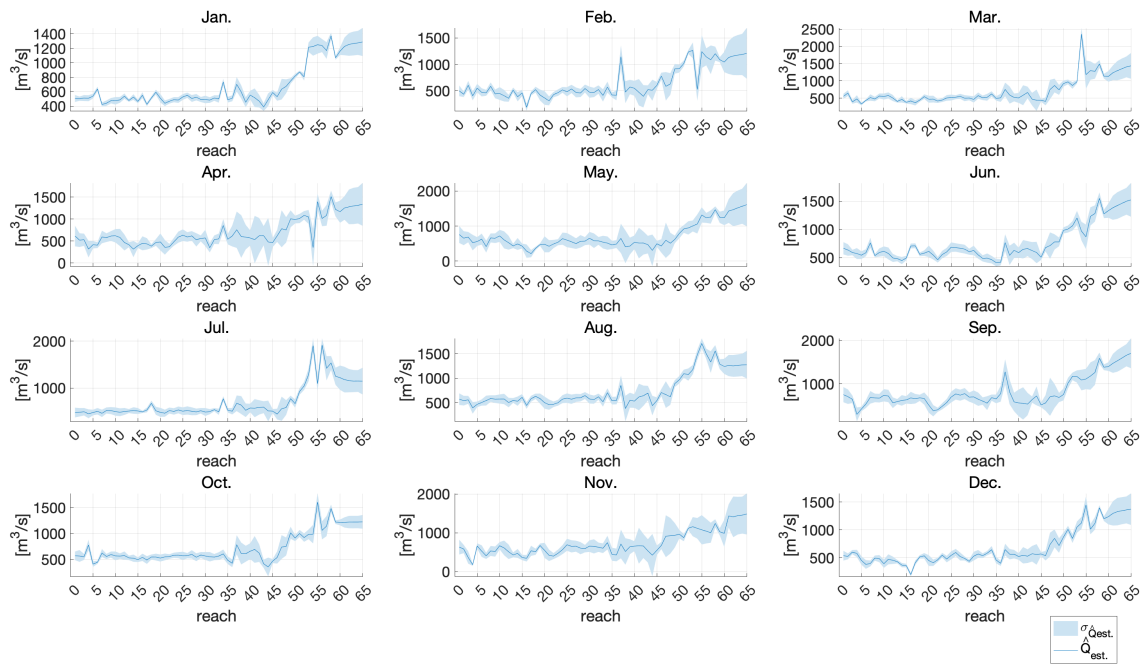 Jan. Feb. Mar.
[m³/s] 1400 1200 1000 800 600 400
0 5 10 15 20 25 30 35 40 45 50 55 60 65
reach
[m³/s] 1500 1000 500
0 5 10 15 20 25 30 35 40 45 50 55 60 65
reach
[m³/s] 2500 2000 1500 1000 500
0 5 10 15 20 25 30 35 40 45 50 55 60 65
reach
Apr. May. Jun.
[m³/s] 1500 1000 500 0
0 5 10 15 20 25 30 35 40 45 50 55 60 65
reach
[m³/s] 2000 1000 0
0 5 10 15 20 25 30 35 40 45 50 55 60 65
reach
[m³/s] 1500 1000 500
0 5 10 15 20 25 30 35 40 45 50 55 60 65
reach
Jul. Aug. Sep.
[m³/s] 2000 1000
0 5 10 15 20 25 30 35 40 45 50 55 60 65
reach
[m³/s] 1500 1000 500
0 5 10 15 20 25 30 35 40 45 50 55 60 65
reach
[m³/s] 2000 1000
0 5 10 15 20 25 30 35 40 45 50 55 60 65
reach
Oct. Nov. Dec.
[m³/s] 1500 1000 500
0 5 10 15 20 25 30 35 40 45 50 55 60 65
reach
[m³/s] 2000 1000 0
0 5 10 15 20 25 30 35 40 45 50 55 60 65
reach
[m³/s] 1500 1000 500
0 5 10 15 20 25 30 35 40 45 50 55 60 65
reach
σQ̂est.
Q̂est.